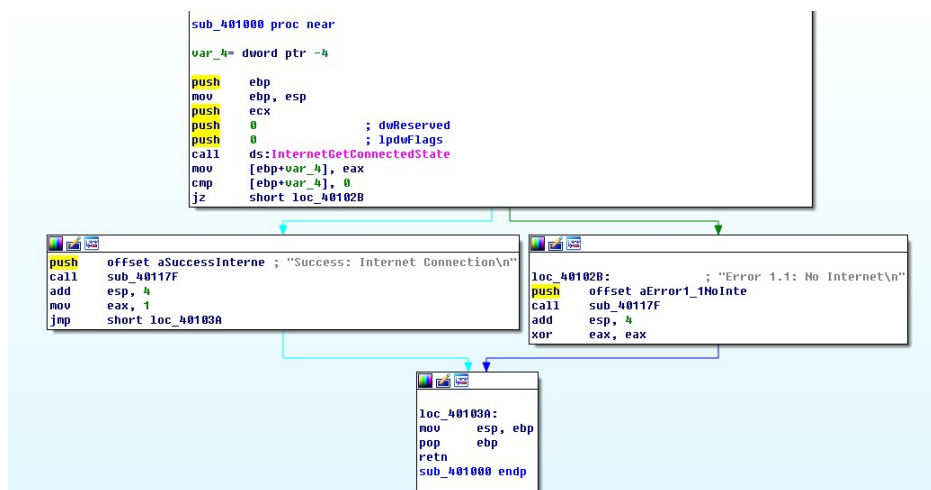 sub_401000 proc near
var_4= dword ptr -4
push ebp
mov ebp, esp
push ecx
push 0 ; dwReserved
push 0 ; lpdwFlags
call ds:InternetGetConnectedState
mov [ebp+var_4], eax
cmp [ebp+var_4], 0
jz short loc_40102B
push offset aSuccessInterne ; "Success: Internet Connection\n"
call sub_40117F
add esp, 4
mov eax, 1
jmp short loc_40103A
loc_40102B: ; "Error 1.1: No Internet\n"
push offset aError1_1NoInte
call sub_40117F
add esp, 4
xor eax, eax
loc_40103A:
mov esp, ebp
pop ebp
retn
sub_401000 endp